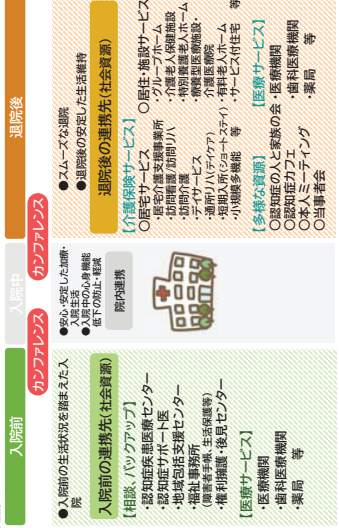 入院前
入院中
退院後
カンファレンス
カンファレンス
●入院前の生活状況を踏まえた入
院
入院前の連携先(社会資源)
【相談、バックアップ】
・認知症疾患医療センター
・認知症サポート医
・地域包括支援センター
・福祉事務所
(障害者手帳、生活保護等)
・権利擁護・後見センター
【医療サービス】
・医療機関
・歯科医療機関
・薬局　等
●安心・安定した加療・
入院生活
●入院中の心身機能
低下の防止・軽減
院内連携
●スムーズな退院
●退院後の安定した生活維持
退院後の連携先(社会資源)
【介護保険サービス】
〇居宅サービス
・居宅介護支援事業所
・訪問看護/訪問リハ
・訪問介護
・デイサービス
・通所リハ(デイケア)
・短期入所(ショートステイ)
・小規模多機能　等
〇居住・施設サービス
・グループホーム
・介護老人保健施設
・特別養護老人ホーム
・療養型医療施設
・介護医療院
・有料老人ホーム
・サービス付住宅　等
【多様な資源】
〇認知症の人と家族の会
〇認知症カフェ
〇本人ミーティング
〇当事者会
【医療サービス】
・医療機関
・歯科医療機関
・薬局　等